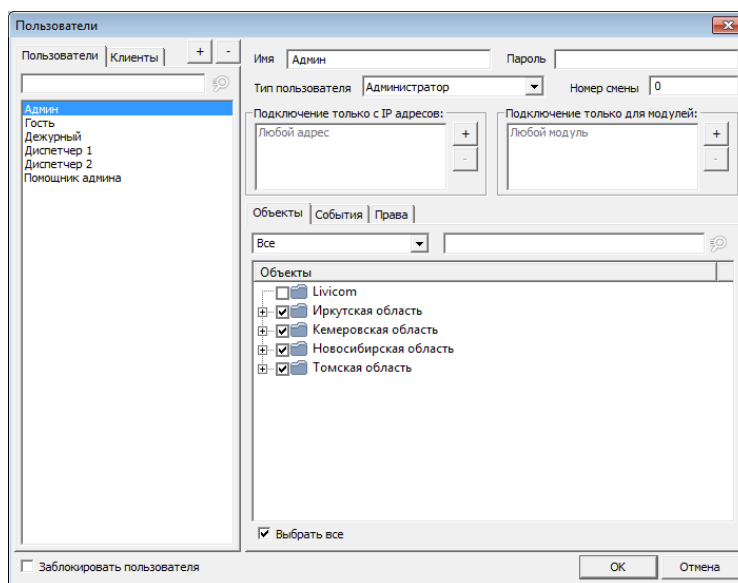 Пользователи
Пользователи Клиенты + -
Админ
Гость
Дежурный
Диспетчер 1
Диспетчер 2
Помощник админа
Имя Админ Пароль
Тип пользователя Администратор Номер смены 0
Подключение только с IP адресов: Подключение только для модулей:
Любой адрес + - Любой модуль + -
Объекты События Права
Все
Объекты
Livicom
Иркутская область
Кемеровская область
Новосибирская область
Томская область
Выбрать все
Заблокировать пользователя OK Отмена